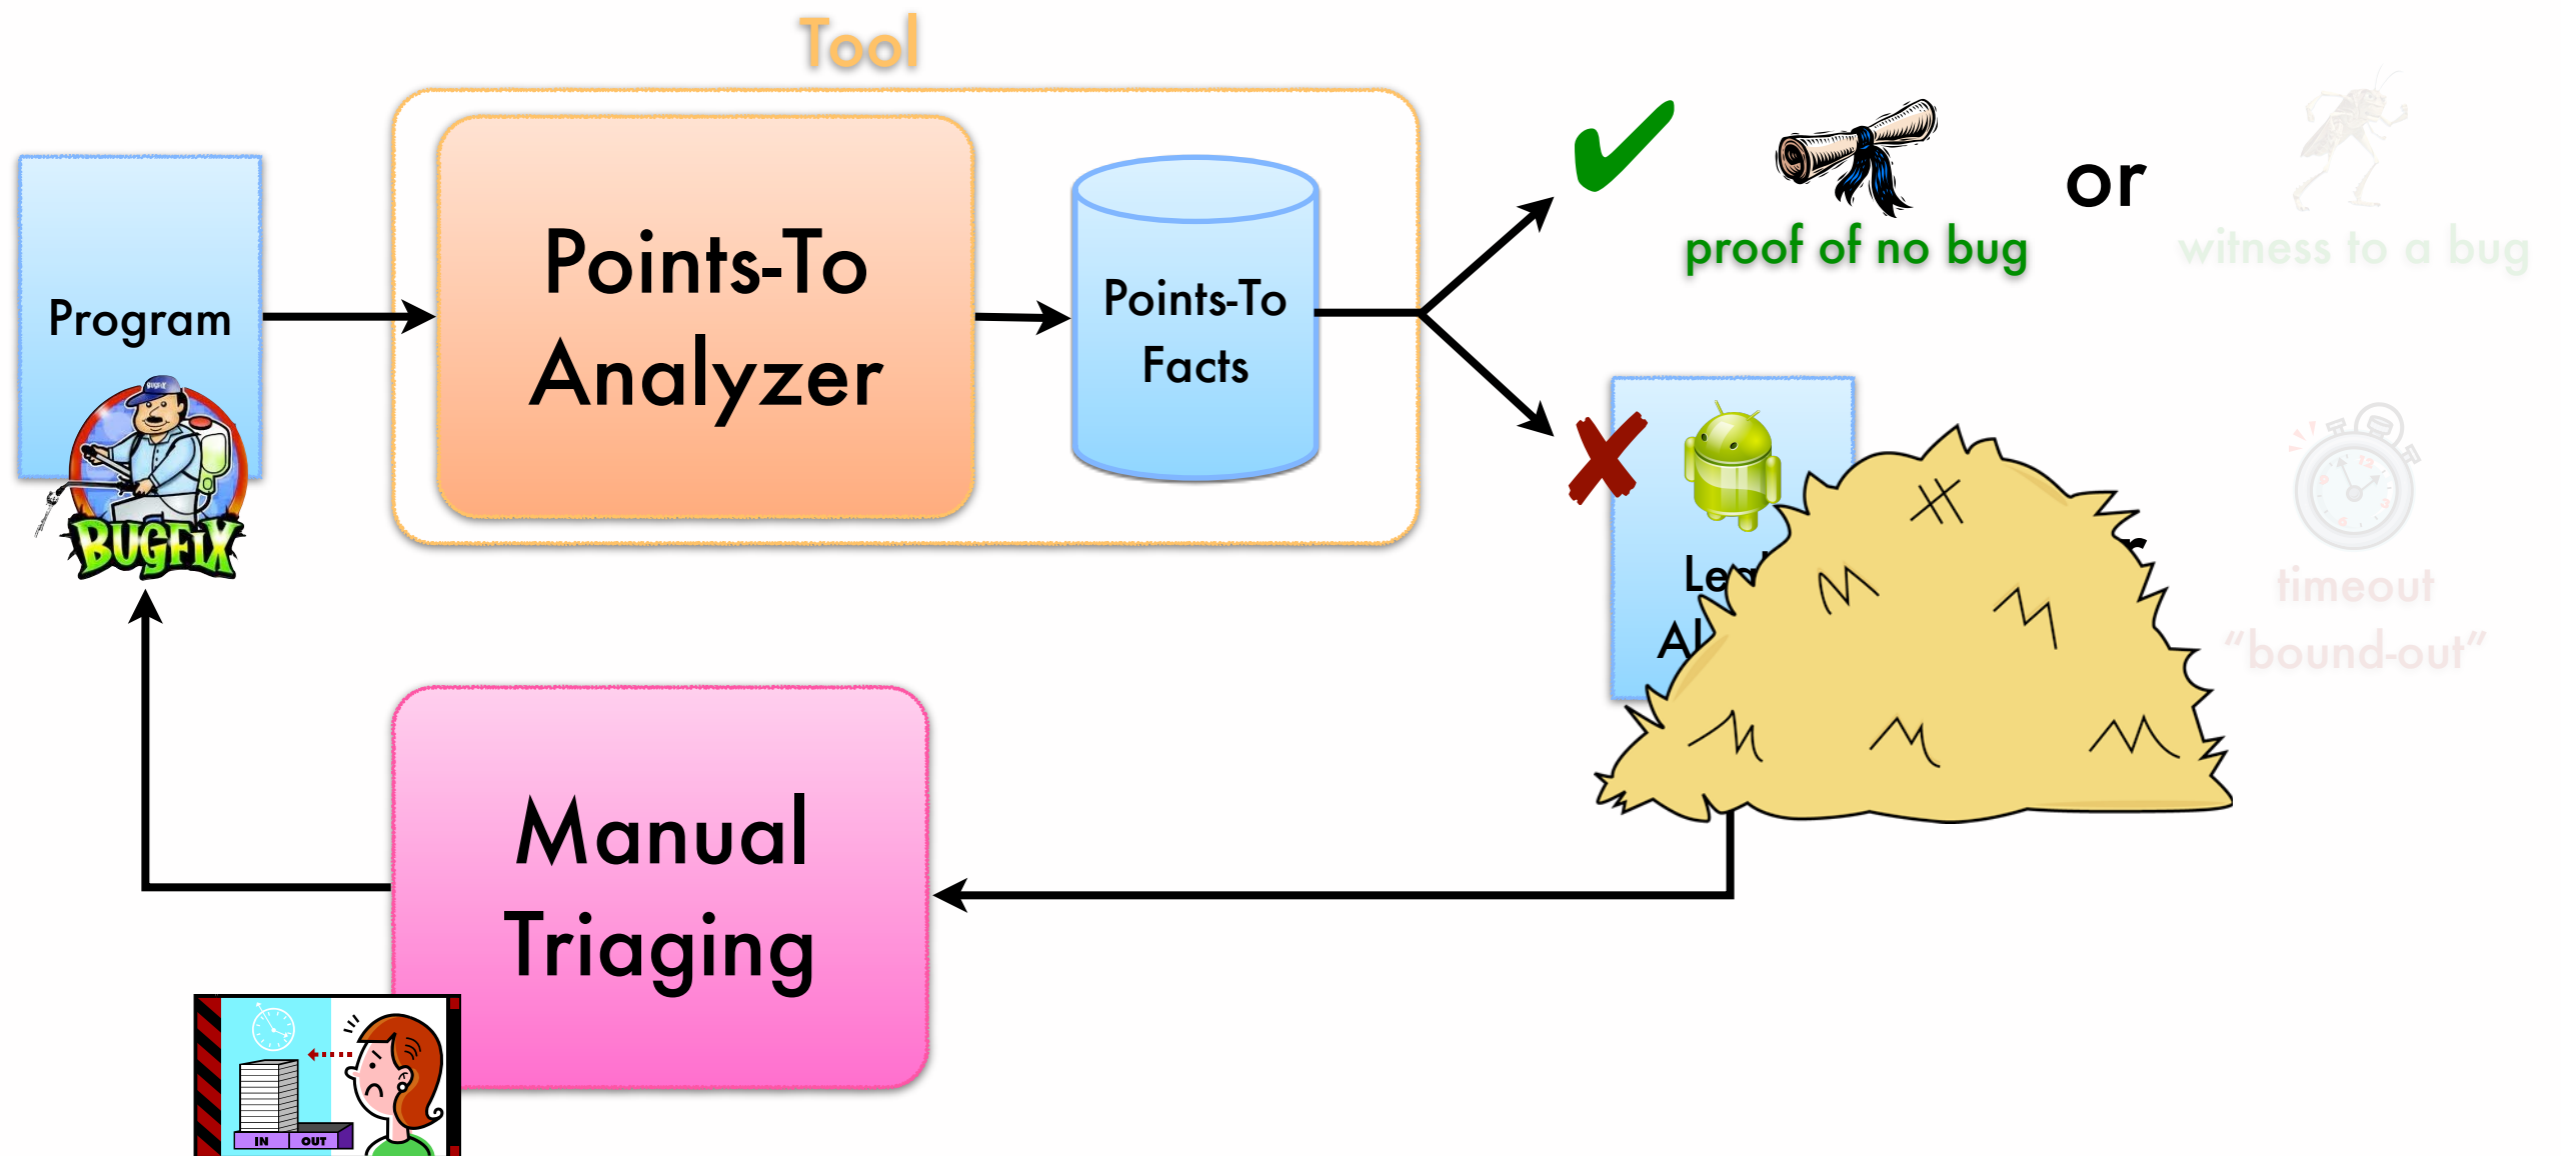 Tool
Program
BUGFIX
Points-To
Analyzer
Points-To
Facts
proof of no bug
or
witness to a bug
timeout
“bound-out”
Manual
Triaging
IN
OUT